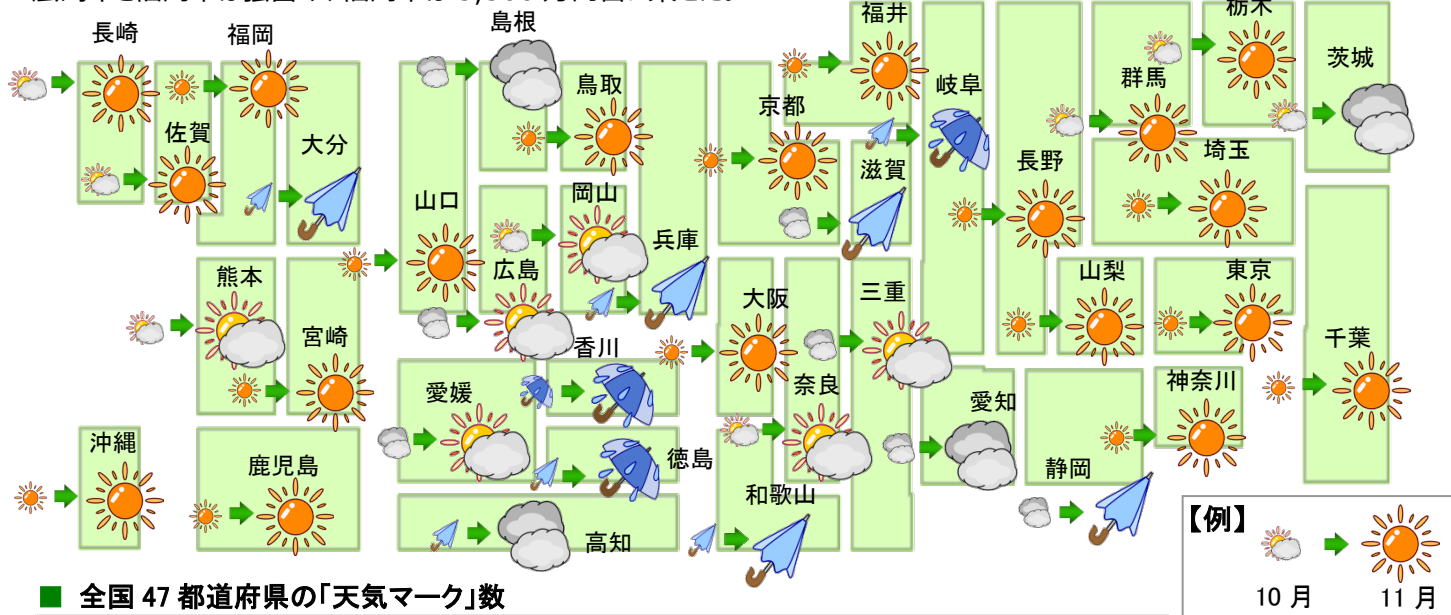 島根
福井
栃木
長崎
福岡
茨城
鳥取
京都
岐阜
群馬
佐賀
大分
滋賀
長野
埼玉
山口
岡山
兵庫
熊本
広島
大阪
三重
山梨
東京
宮崎
千葉
香川
愛媛
奈良
愛知
神奈川
沖縄
鹿児島
徳島
静岡
和歌山
高知
【例】
10 月
11 月
■ 全国 47 都道府県の「天気マーク」数